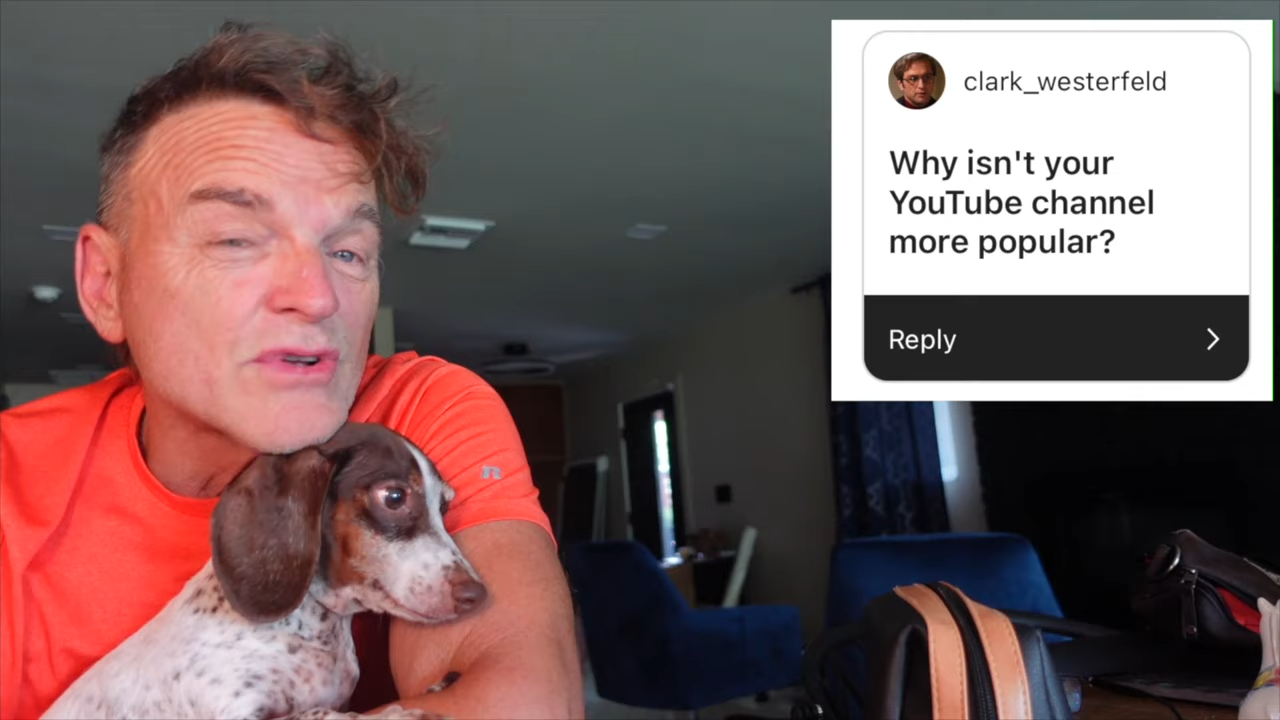 clark_westerfeld
Why isn't your
YouTube channel
more popular?
Reply